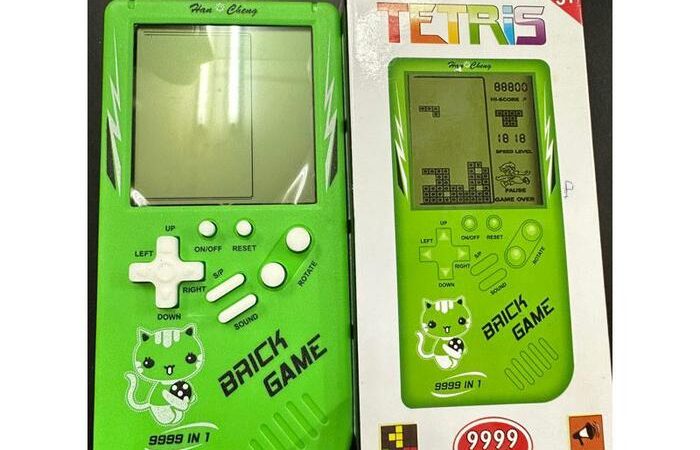 Han Cheng
UP
LEFT
RIGHT
DOWN
ON/OFF
RESET
S/P
SOUND
ROTATE
BRICK
GAME
9999 IN 1
TETRiS
Han Cheng
88800
HI-SCORE
1818
SPEED LEVEL
PAUSE
GAME OVER
UP
LEFT
RIGHT
DOWN
ON/OFF
RESET
S/P
SOUND
ROTATE
BRICK
GAME
9999 IN 1
P
9999